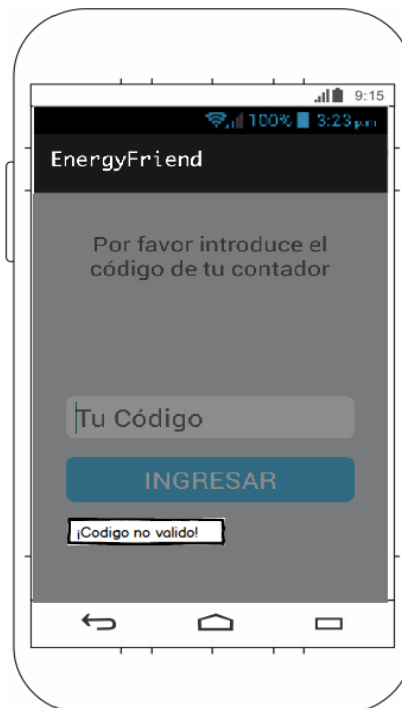 9:15
100% 3:23 p.m.
EnergyFriend
Por favor introduce el
código de tu contador
Tu Código
INGRESAR
¡Codigo no valido!